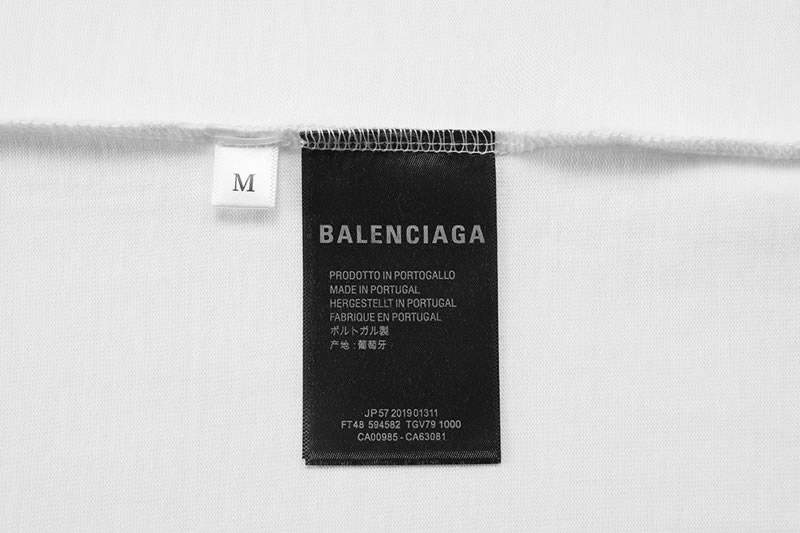 M
BALENCIAGA
PRODOTTO IN PORTOGALLO
MADE IN PORTUGAL
HERGESTELLT IN PORTUGAL
FABRIQUE EN PORTUGAL
ポルトガル製
产地:葡萄牙
JP57 201901311
FT48 594582 TGV79 1000
CA00985-CA63081